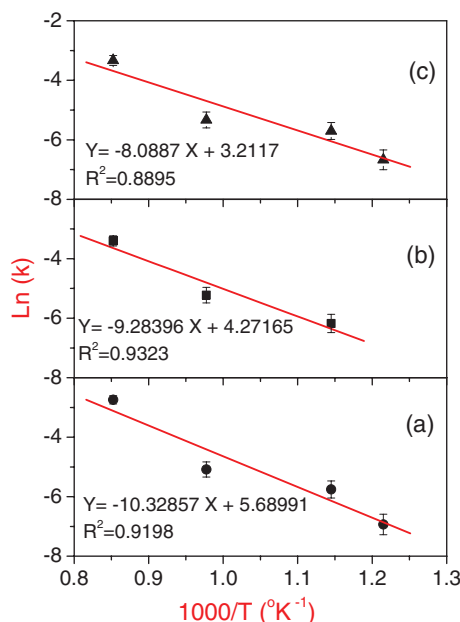 -2
-4
-6
-8
(c)
Y= -8.0887 X + 3.2117
R²=0.8895
-4
-6
-8
(b)
Y= -9.28396 X + 4.27165
R²=0.9323
-4
-6
-8
(a)
Y= -10.32857 X + 5.68991
R²=0.9198
Ln (k)
0.8 0.9 1.0 1.1 1.2 1.3
1000/T (°K⁻¹)